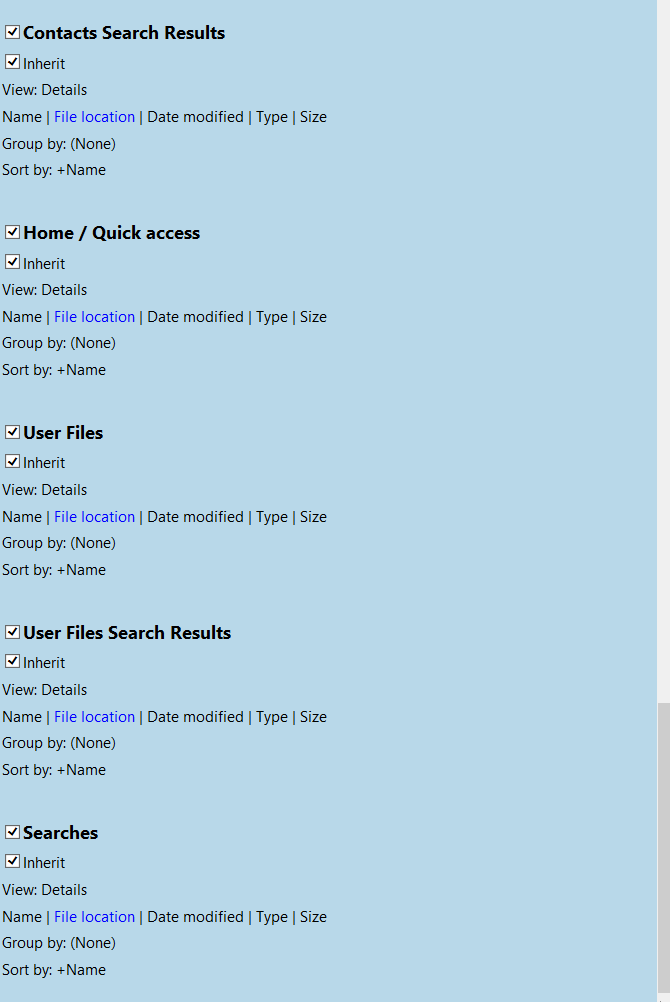 Contacts Search Results
Inherit
View: Details
Name | File location | Date modified | Type | Size
Group by: (None)
Sort by: +Name
Home / Quick access
Inherit
View: Details
Name | File location | Date modified | Type | Size
Group by: (None)
Sort by: +Name
User Files
Inherit
View: Details
Name | File location | Date modified | Type | Size
Group by: (None)
Sort by: +Name
User Files Search Results
Inherit
View: Details
Name | File location | Date modified | Type | Size
Group by: (None)
Sort by: +Name
Searches
Inherit
View: Details
Name | File location | Date modified | Type | Size
Group by: (None)
Sort by: +Name